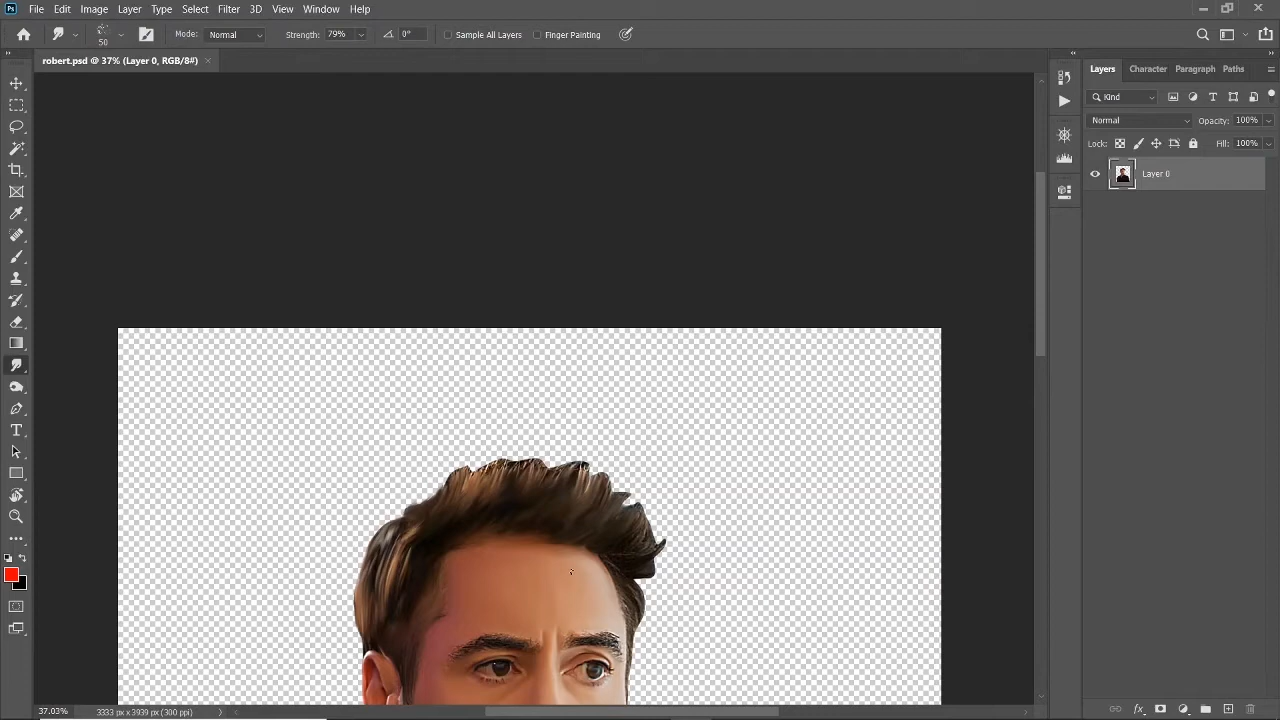 File Edit Image Layer Type Select Filter 3D View Window Help
50 Mode: Normal Strength: 79% 0° Sample All Layers Finger Painting
robert.psd @ 37% (Layer 0, RGB/8#)
Layers Character Paragraph Paths
Kind
Normal Opacity: 100%
Lock: Fill: 100%
Layer 0
37.03% 3333 px x 3939 px (300 ppi)